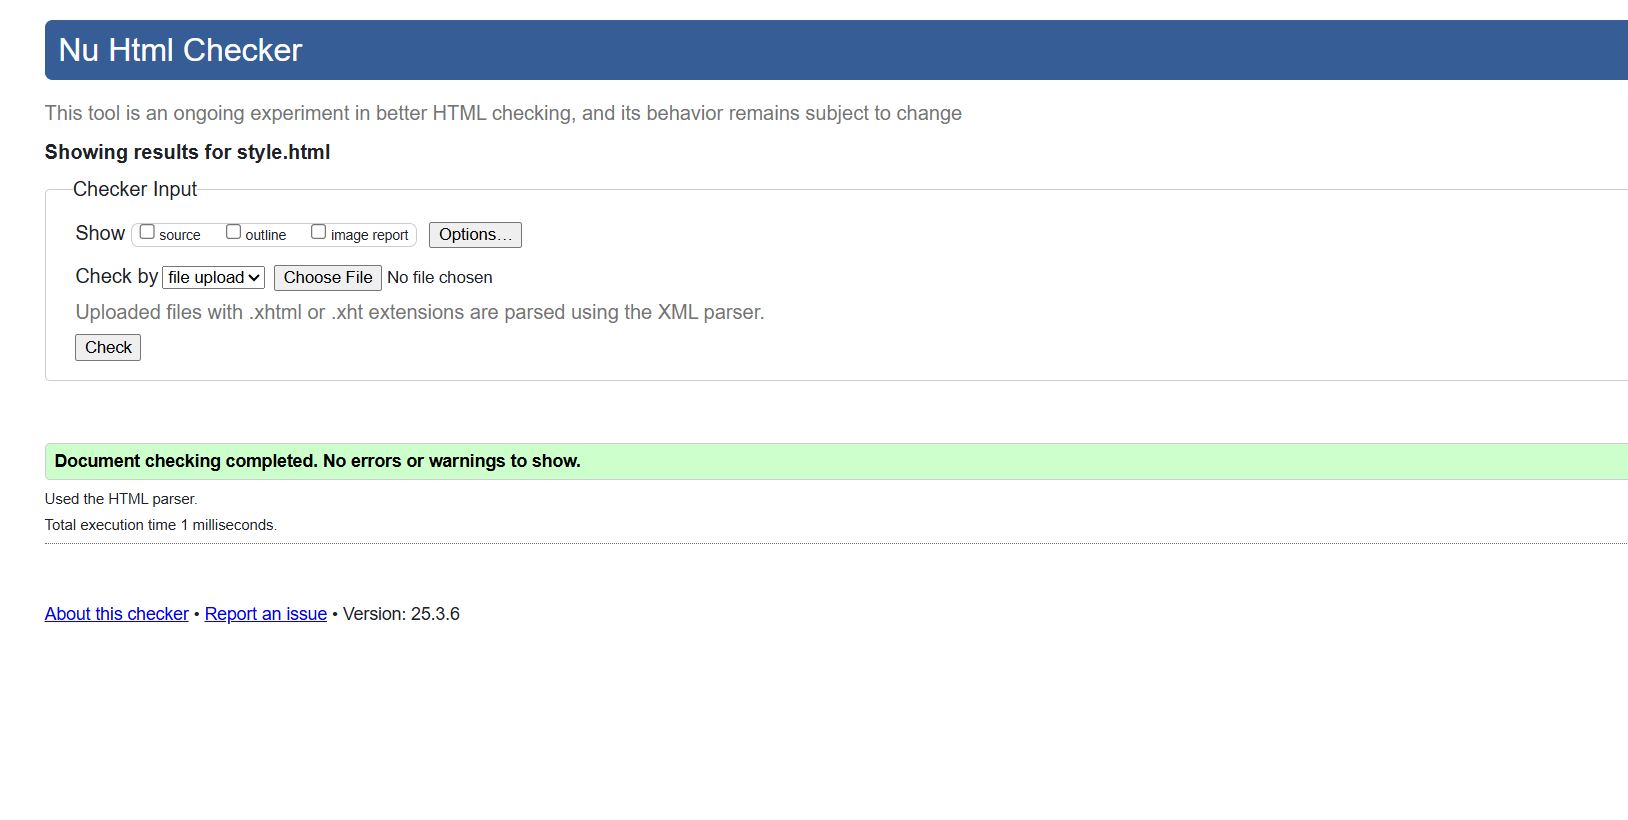 Nu Html Checker
This tool is an ongoing experiment in better HTML checking, and its behavior remains subject to change
Showing results for style.html
Checker Input
Show source outline image report Options…
Check by file upload Choose File No file chosen
Uploaded files with .xhtml or .xht extensions are parsed using the XML parser.
Check
Document checking completed. No errors or warnings to show.
Used the HTML parser.
Total execution time 1 milliseconds.
About this checker • Report an issue • Version: 25.3.6